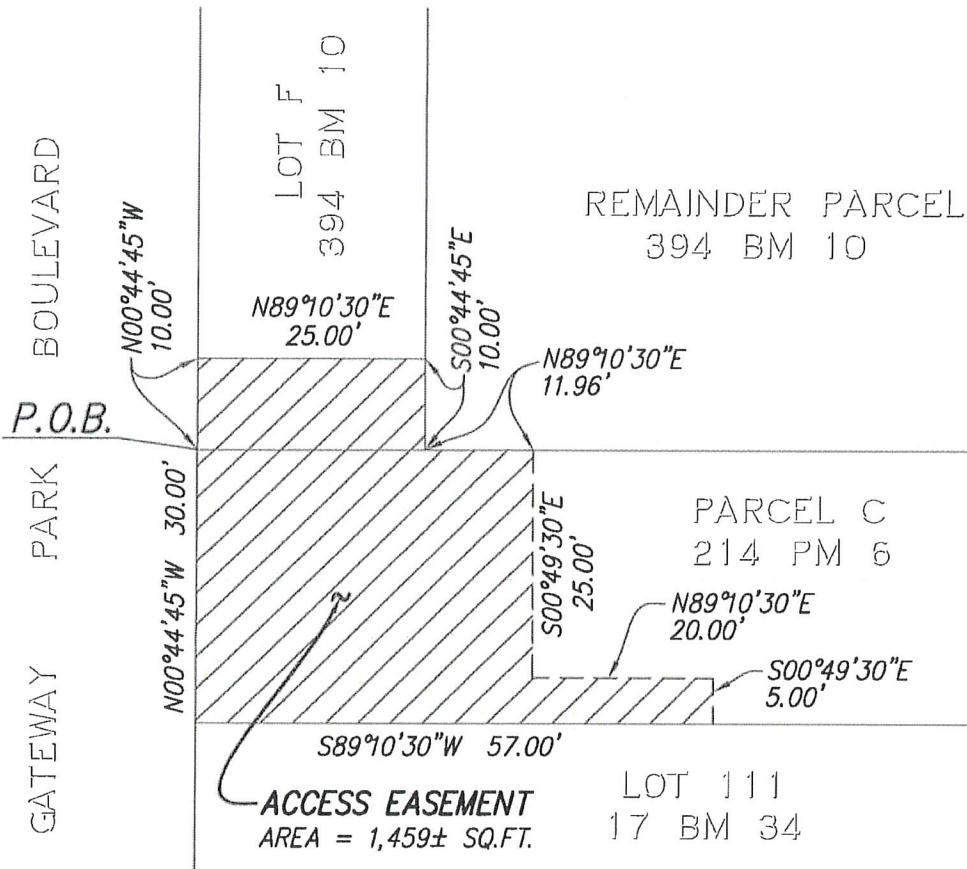 GATEWAY PARK BOULEVARD
LOT F
394 BM 10
REMAINDER PARCEL
394 BM 10
N00°44'45"W
10.00'
N89°10'30"E
25.00'
S00°44'45"E
10.00'
N89°10'30"E
11.96'
P.O.B.
N00°44'45"W 30.00'
S00°49'30"E
25.00'
PARCEL C
214 PM 6
N89°10'30"E
20.00'
S00°49'30"E
5.00'
S89°10'30"W 57.00'
ACCESS EASEMENT
AREA = 1,459± SQ.FT.
LOT 111
17 BM 34